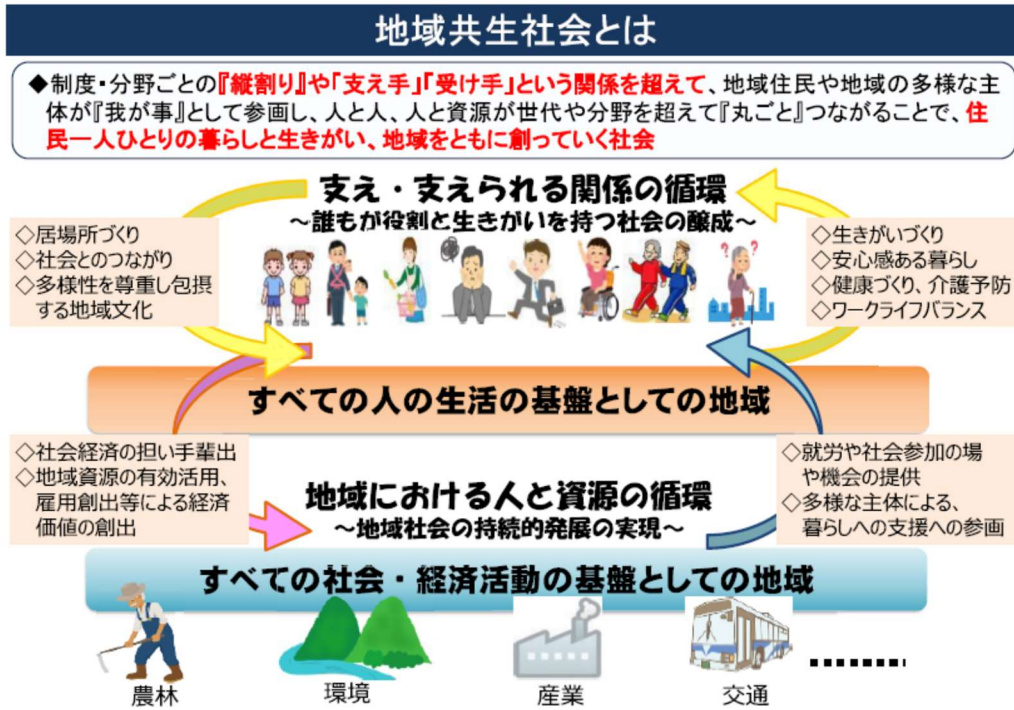 地域共生社会とは
◆制度・分野ごとの『縦割り』や「支え手」「受け手」という関係を超えて、地域住民や地域の多様な主
体が『我が事』として参画し、人と人、人と資源が世代や分野を超えて『丸ごと』つながることで、住
民一人ひとりの暮らしと生きがい、地域をともに創っていく社会
支え・支えられる関係の循環
～誰もが役割と生きがいを持つ社会の醸成～
◇居場所づくり
◇社会とのつながり
◇多様性を尊重し包摂
する地域文化
◇生きがいづくり
◇安心感ある暮らし
◇健康づくり、介護予防
◇ワークライフバランス
すべての人の生活の基盤としての地域
◇社会経済の担い手輩出
◇地域資源の有効活用、
雇用創出等による経済
価値の創出
地域における人と資源の循環
～地域社会の持続的発展の実現～
◇就労や社会参加の場
や機会の提供
◇多様な主体による、
暮らしへの支援への参画
すべての社会・経済活動の基盤としての地域
農林
環境
産業
交通